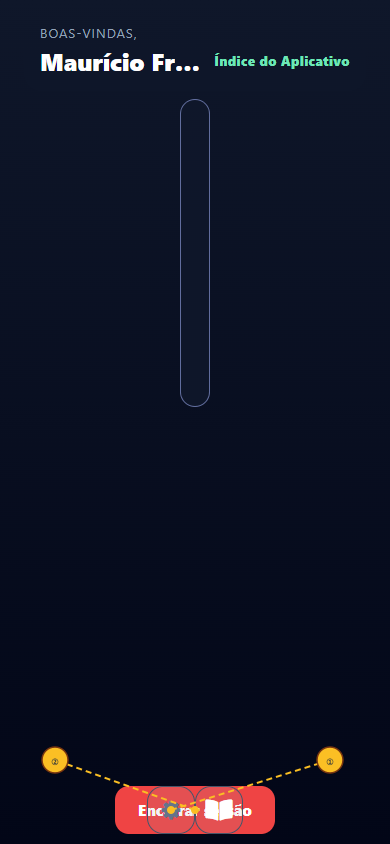 BOAS-VINDAS,
Maurício Fr...
Índice do Aplicativo
② ①